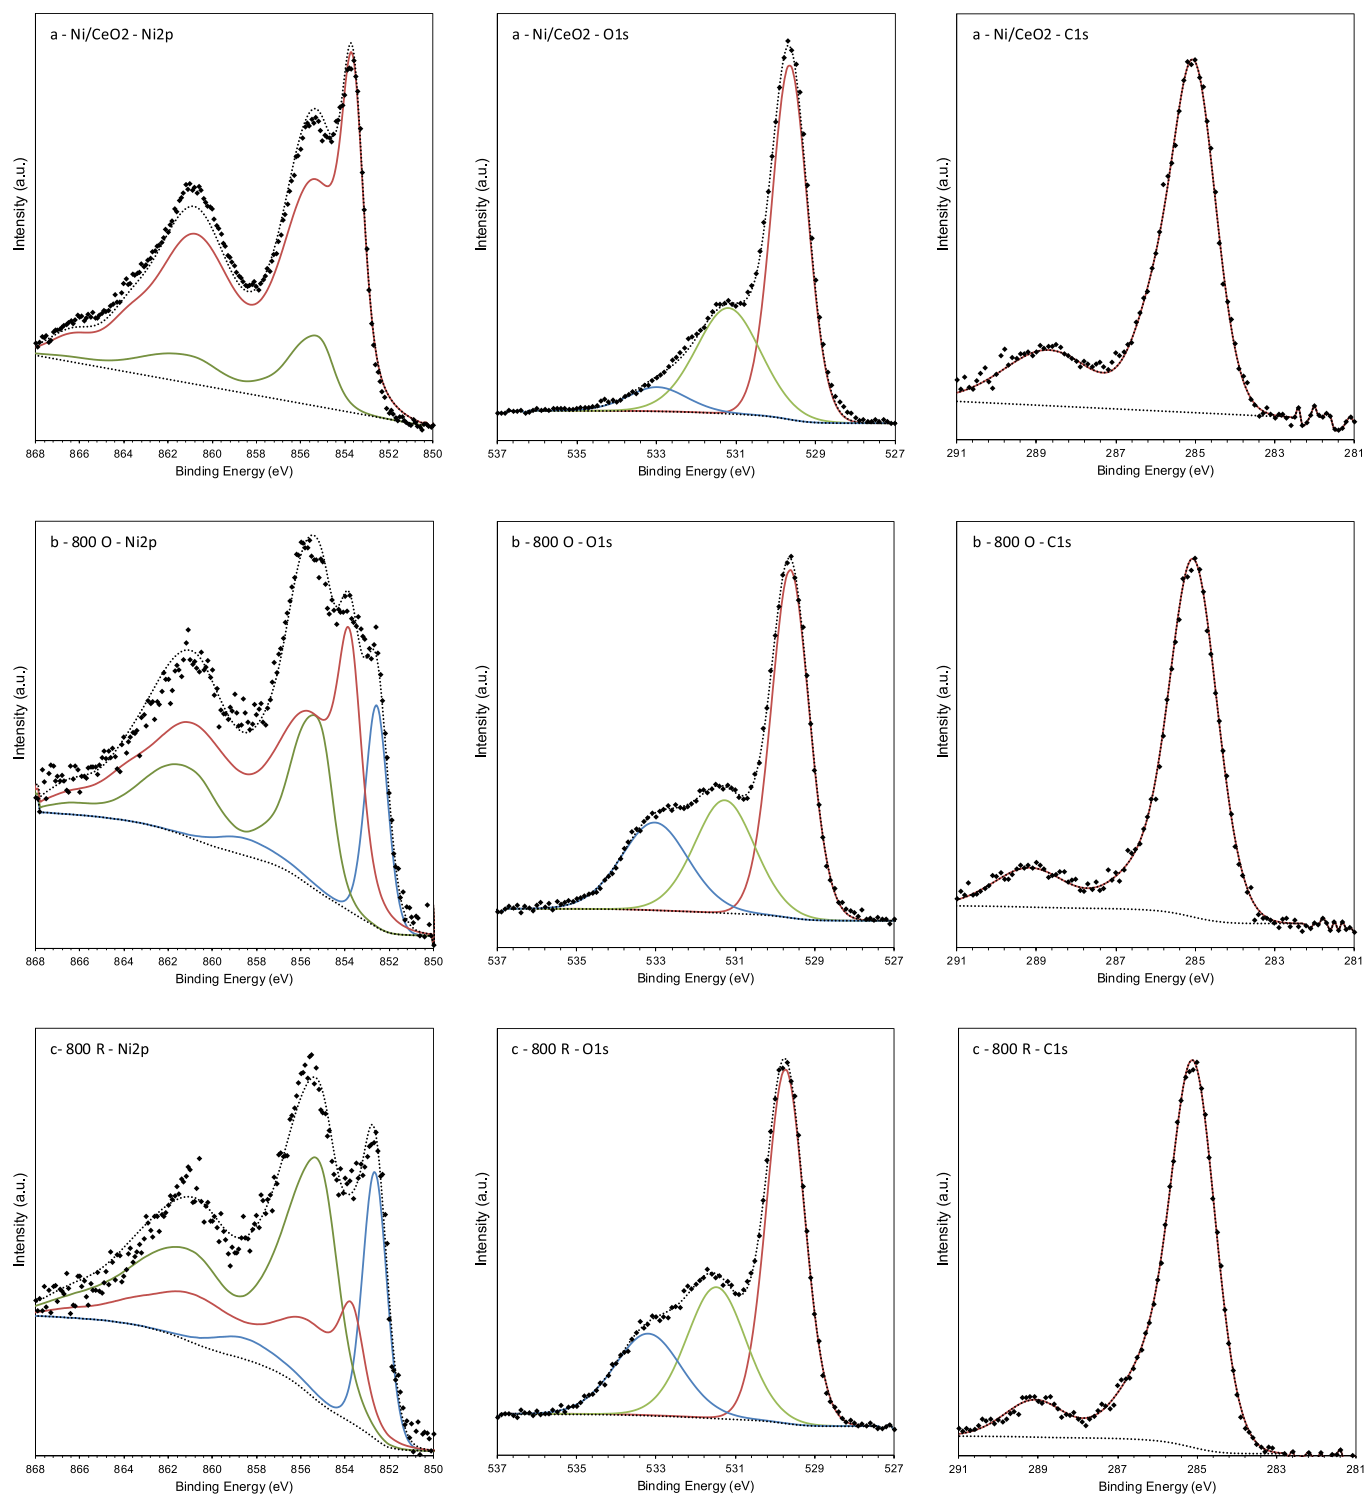 a - Ni/CeO2 - Ni2p
Intensity (a.u.)
868 866 864 862 860 858 856 854 852 850
Binding Energy (eV)
a - Ni/CeO2 - O1s
Intensity (a.u.)
537 535 533 531 529 527
Binding Energy (eV)
a - Ni/CeO2 - C1s
Intensity (a.u.)
291 289 287 285 283 281
Binding Energy (eV)
b - 800 O - Ni2p
Intensity (a.u.)
868 866 864 862 860 858 856 854 852 850
Binding Energy (eV)
b - 800 O - O1s
Intensity (a.u.)
537 535 533 531 529 527
Binding Energy (eV)
b - 800 O - C1s
Intensity (a.u.)
291 289 287 285 283 281
Binding Energy (eV)
c- 800 R - Ni2p
Intensity (a.u.)
868 866 864 862 860 858 856 854 852 850
Binding Energy (eV)
c - 800 R - O1s
Intensity (a.u.)
537 535 533 531 529 527
Binding Energy (eV)
c - 800 R - C1s
Intensity (a.u.)
291 289 287 285 283 281
Binding Energy (eV)